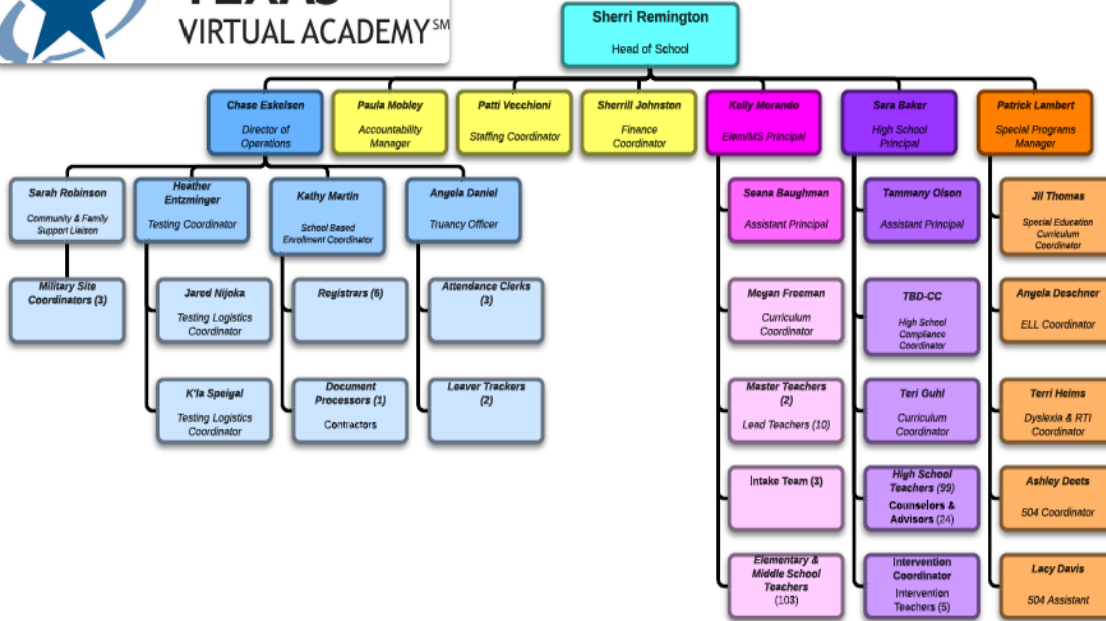 TEXAS
VIRTUAL ACADEMY SM
Sherri Remington
Head of School
Chase Eskelsen
Director of
Operations
Paula Mobley
Accountability
Manager
Patti Vecchioni
Staffing Coordinator
Sherrill Johnston
Finance
Coordinator
Kelly Morando
Elem/MS Principal
Sara Baker
High School
Principal
Patrick Lambert
Special Programs
Manager
Sarah Robinson
Community & Family
Support Liaison
Heather
Entzminger
Testing Coordinator
Kathy Martin
School Based
Enrollment Coordinator
Angela Daniel
Truancy Officer
Seana Baughman
Assistant Principal
Tammany Olson
Assistant Principal
Jil Thomas
Special Education
Curriculum
Coordinator
Military Site
Coordinators (3)
Jared Nijoka
Testing Logistics
Coordinator
Registrars (6)
Attendance Clerks
(3)
Megan Freeman
Curriculum
Coordinator
TBD-CC
High School
Compliance
Coordinator
Angela Deschner
ELL Coordinator
K'la Speigal
Testing Logistics
Coordinator
Document
Processors (1)
Contractors
Leaver Trackers
(2)
Master Teachers
(2)
Lead Teachers (10)
Teri Guhl
Curriculum
Coordinator
Terri Heims
Dyslexia & RTI
Coordinator
Intake Team (3)
High School
Teachers (99)
Counselors &
Advisors (24)
Ashley Deets
504 Coordinator
Elementary &
Middle School
Teachers
(103)
Intervention
Coordinator
Intervention
Teachers (5)
Lacy Davis
504 Assistant